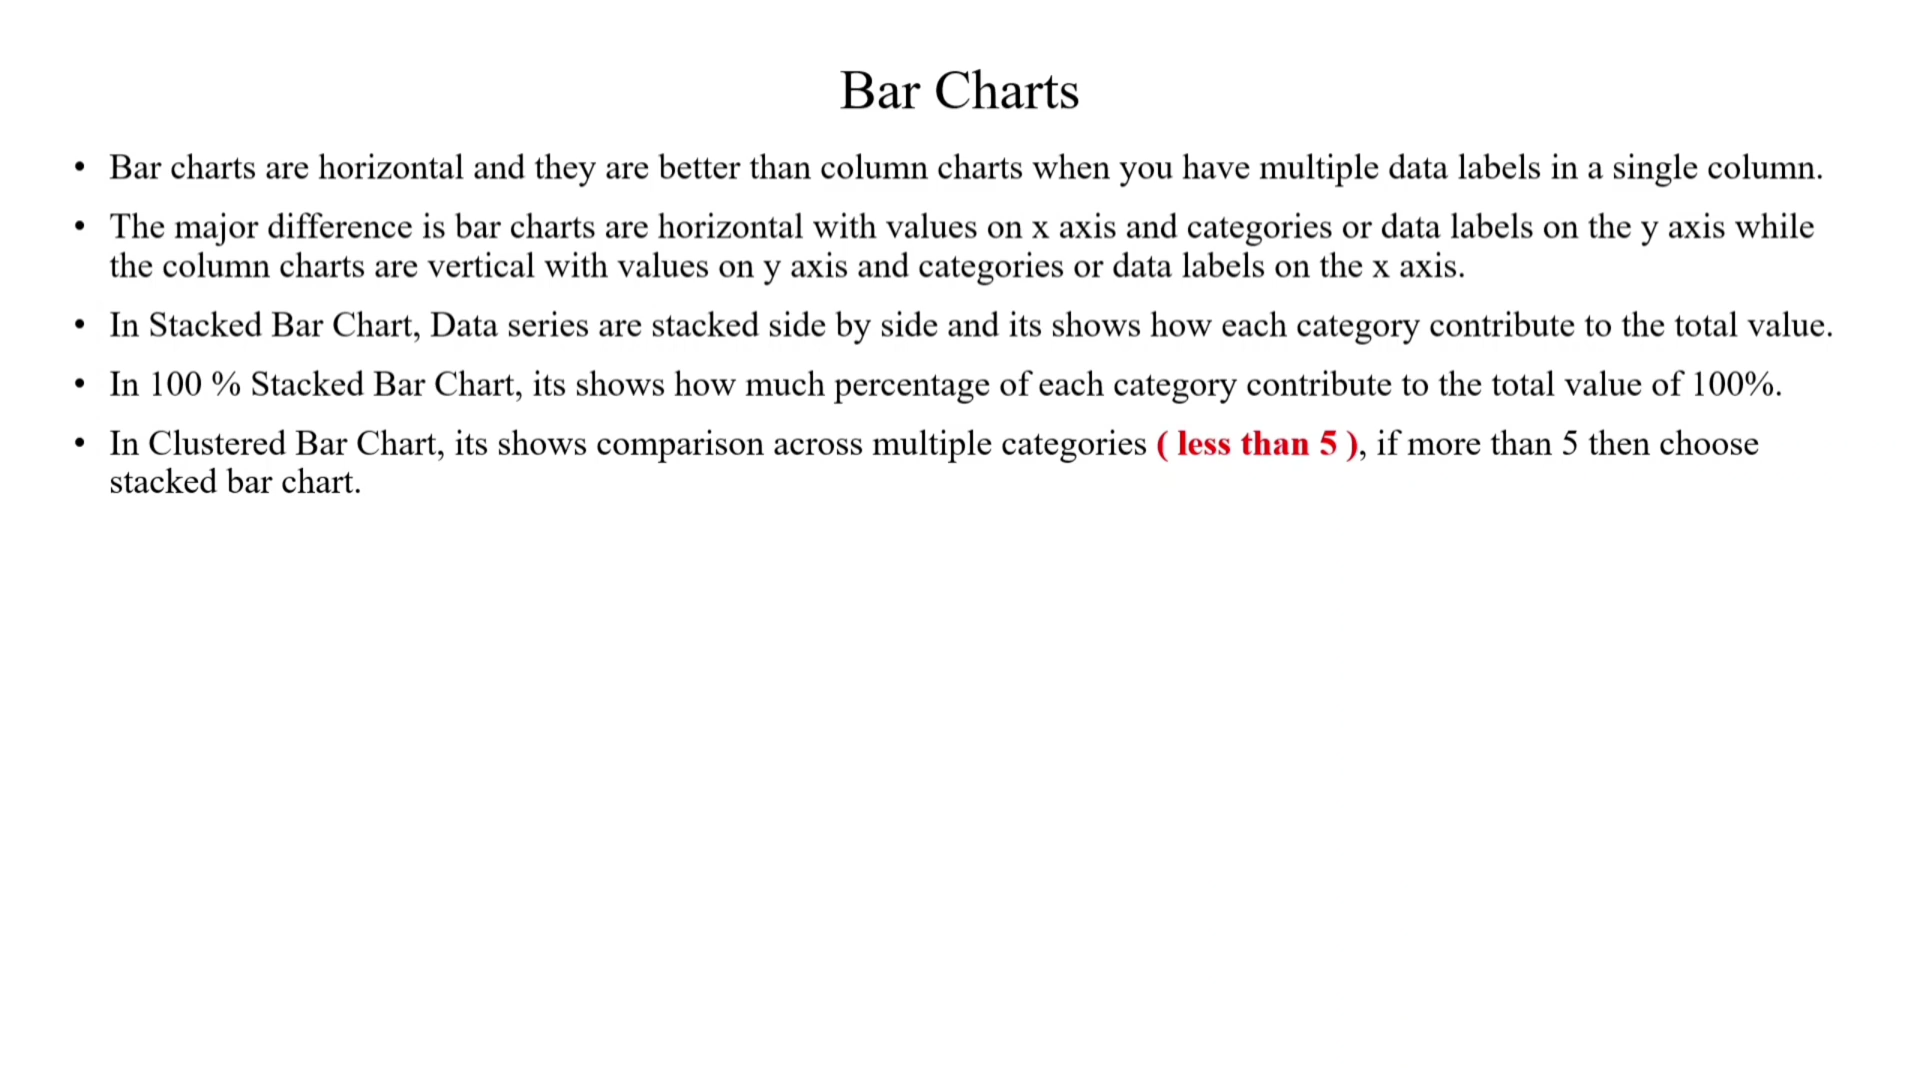 Bar Charts
• Bar charts are horizontal and they are better than column charts when you have multiple data labels in a single column.
• The major difference is bar charts are horizontal with values on x axis and categories or data labels on the y axis while
the column charts are vertical with values on y axis and categories or data labels on the x axis.
• In Stacked Bar Chart, Data series are stacked side by side and its shows how each category contribute to the total value.
• In 100 % Stacked Bar Chart, its shows how much percentage of each category contribute to the total value of 100%.
• In Clustered Bar Chart, its shows comparison across multiple categories ( less than 5 ), if more than 5 then choose
stacked bar chart.